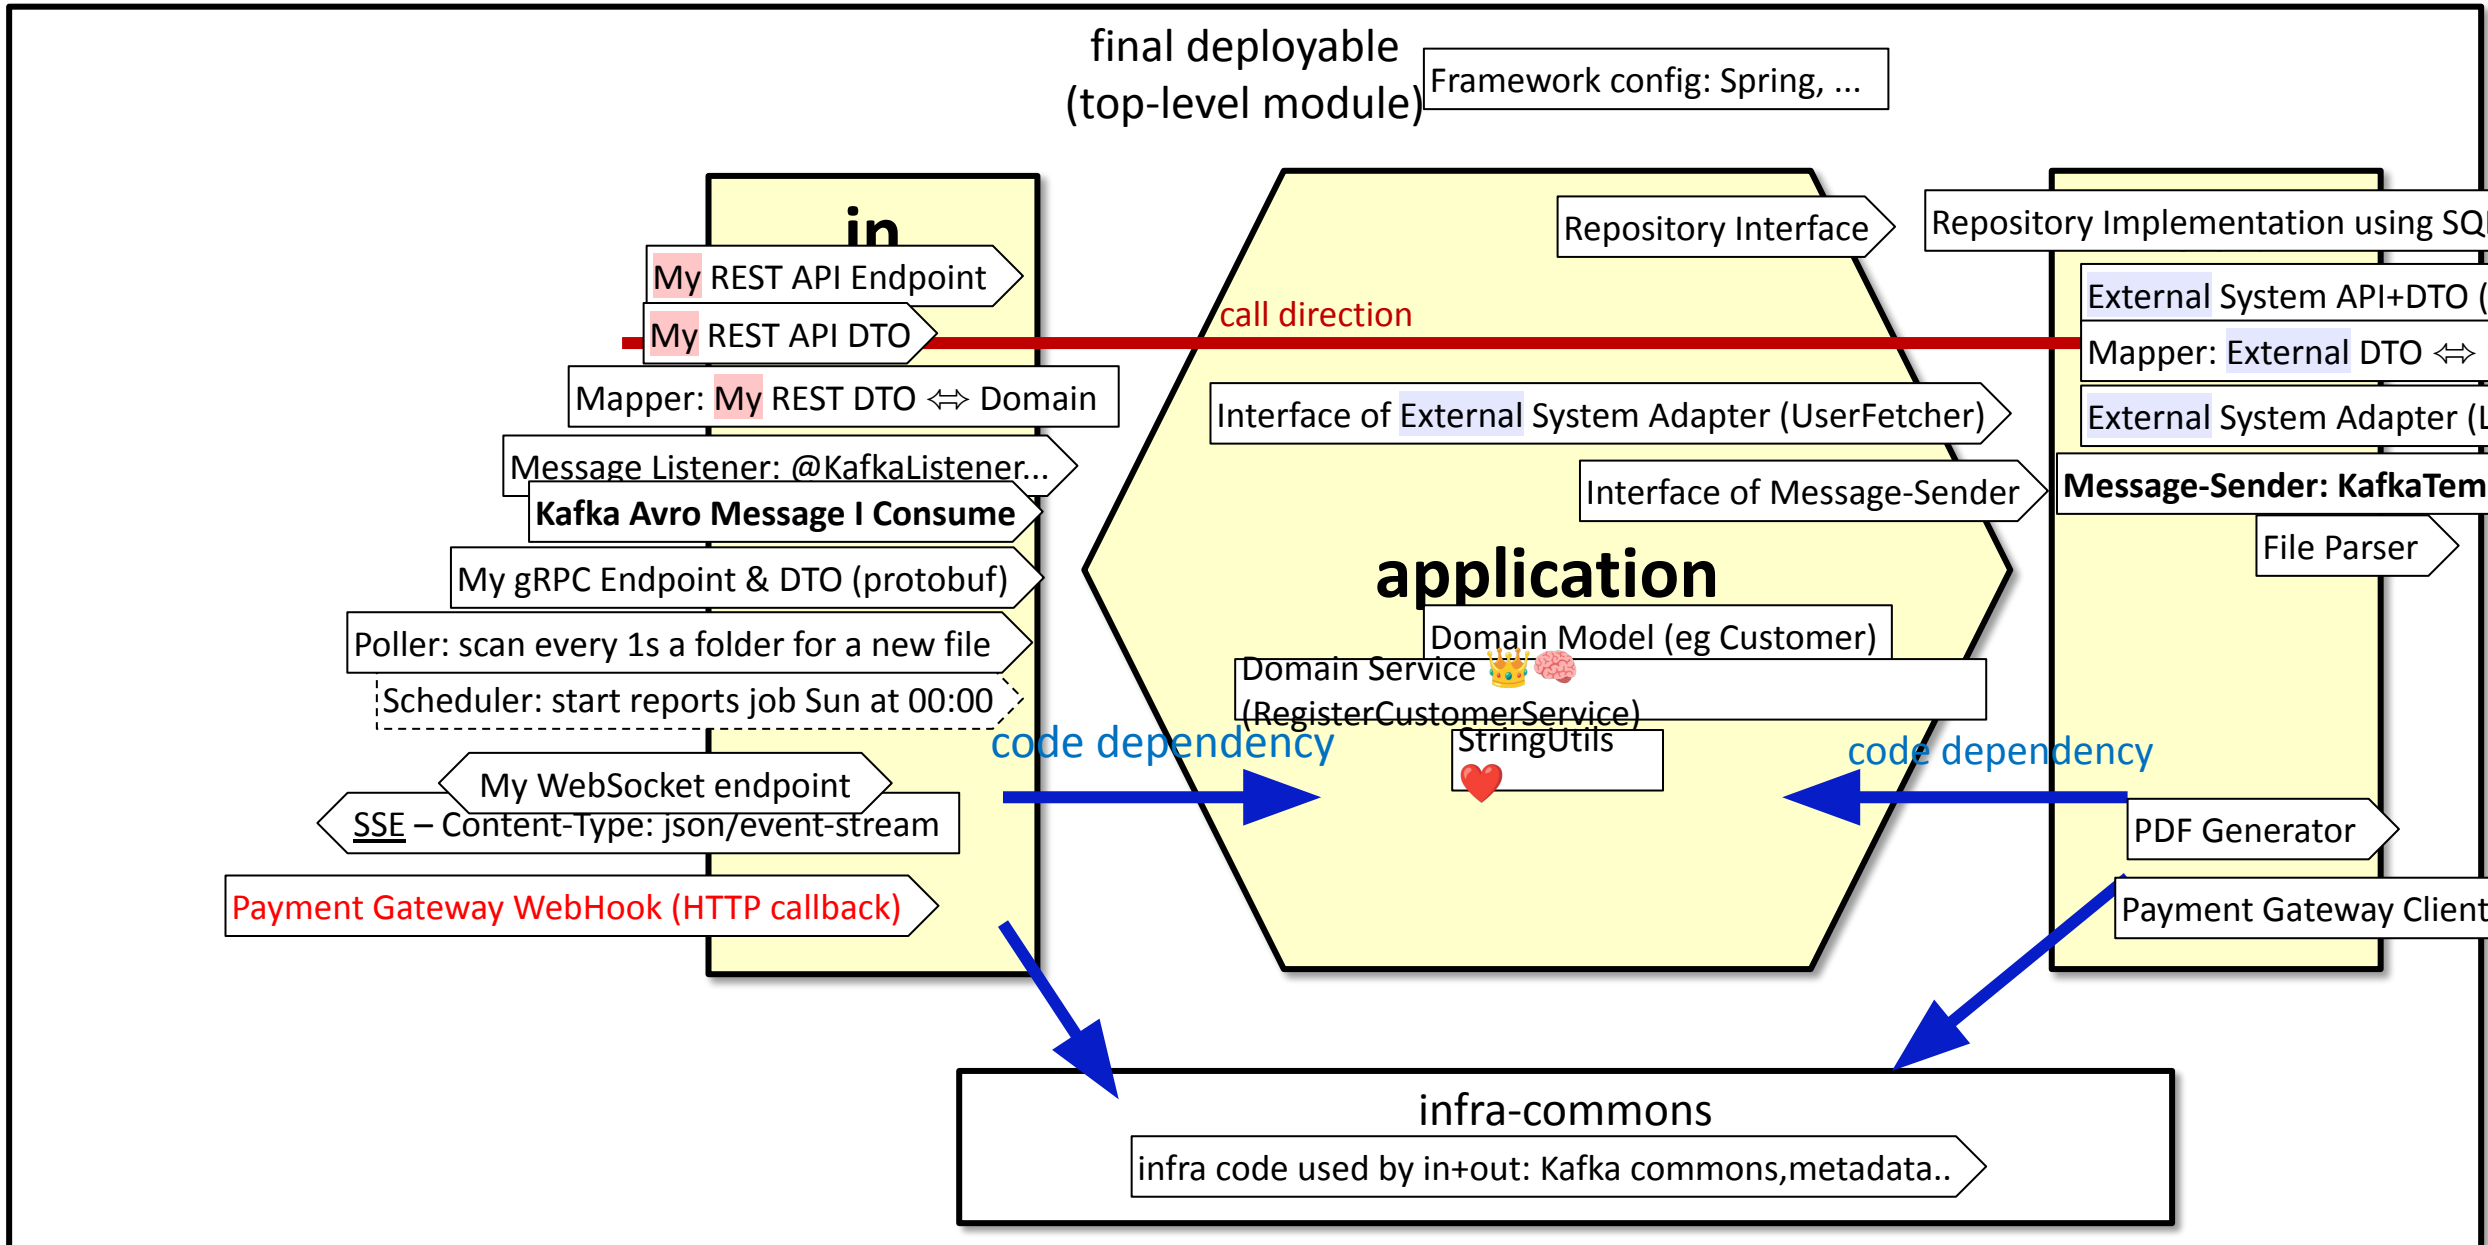 final deployable
(top-level module)
Framework config: Spring, ...
in
My REST API Endpoint
My REST API DTO
Mapper: My REST DTO ⇔ Domain
Message Listener: @KafkaListener...
Kafka Avro Message I Consume
My gRPC Endpoint & DTO (protobuf)
Poller: scan every 1s a folder for a new file
Scheduler: start reports job Sun at 00:00
My WebSocket endpoint
SSE – Content-Type: json/event-stream
Payment Gateway WebHook (HTTP callback)
code dependency
call direction
Repository Interface
Interface of External System Adapter (UserFetcher)
Interface of Message-Sender
application
Domain Model (eg Customer)
Domain Service 👑🧠
(RegisterCustomerService)
StringUtils
❤️
code dependency
Repository Implementation using SQ
External System API+DTO (
Mapper: External DTO ⇔
External System Adapter (L
Message-Sender: KafkaTem
File Parser
PDF Generator
Payment Gateway Client
infra-commons
infra code used by in+out: Kafka commons,metadata..